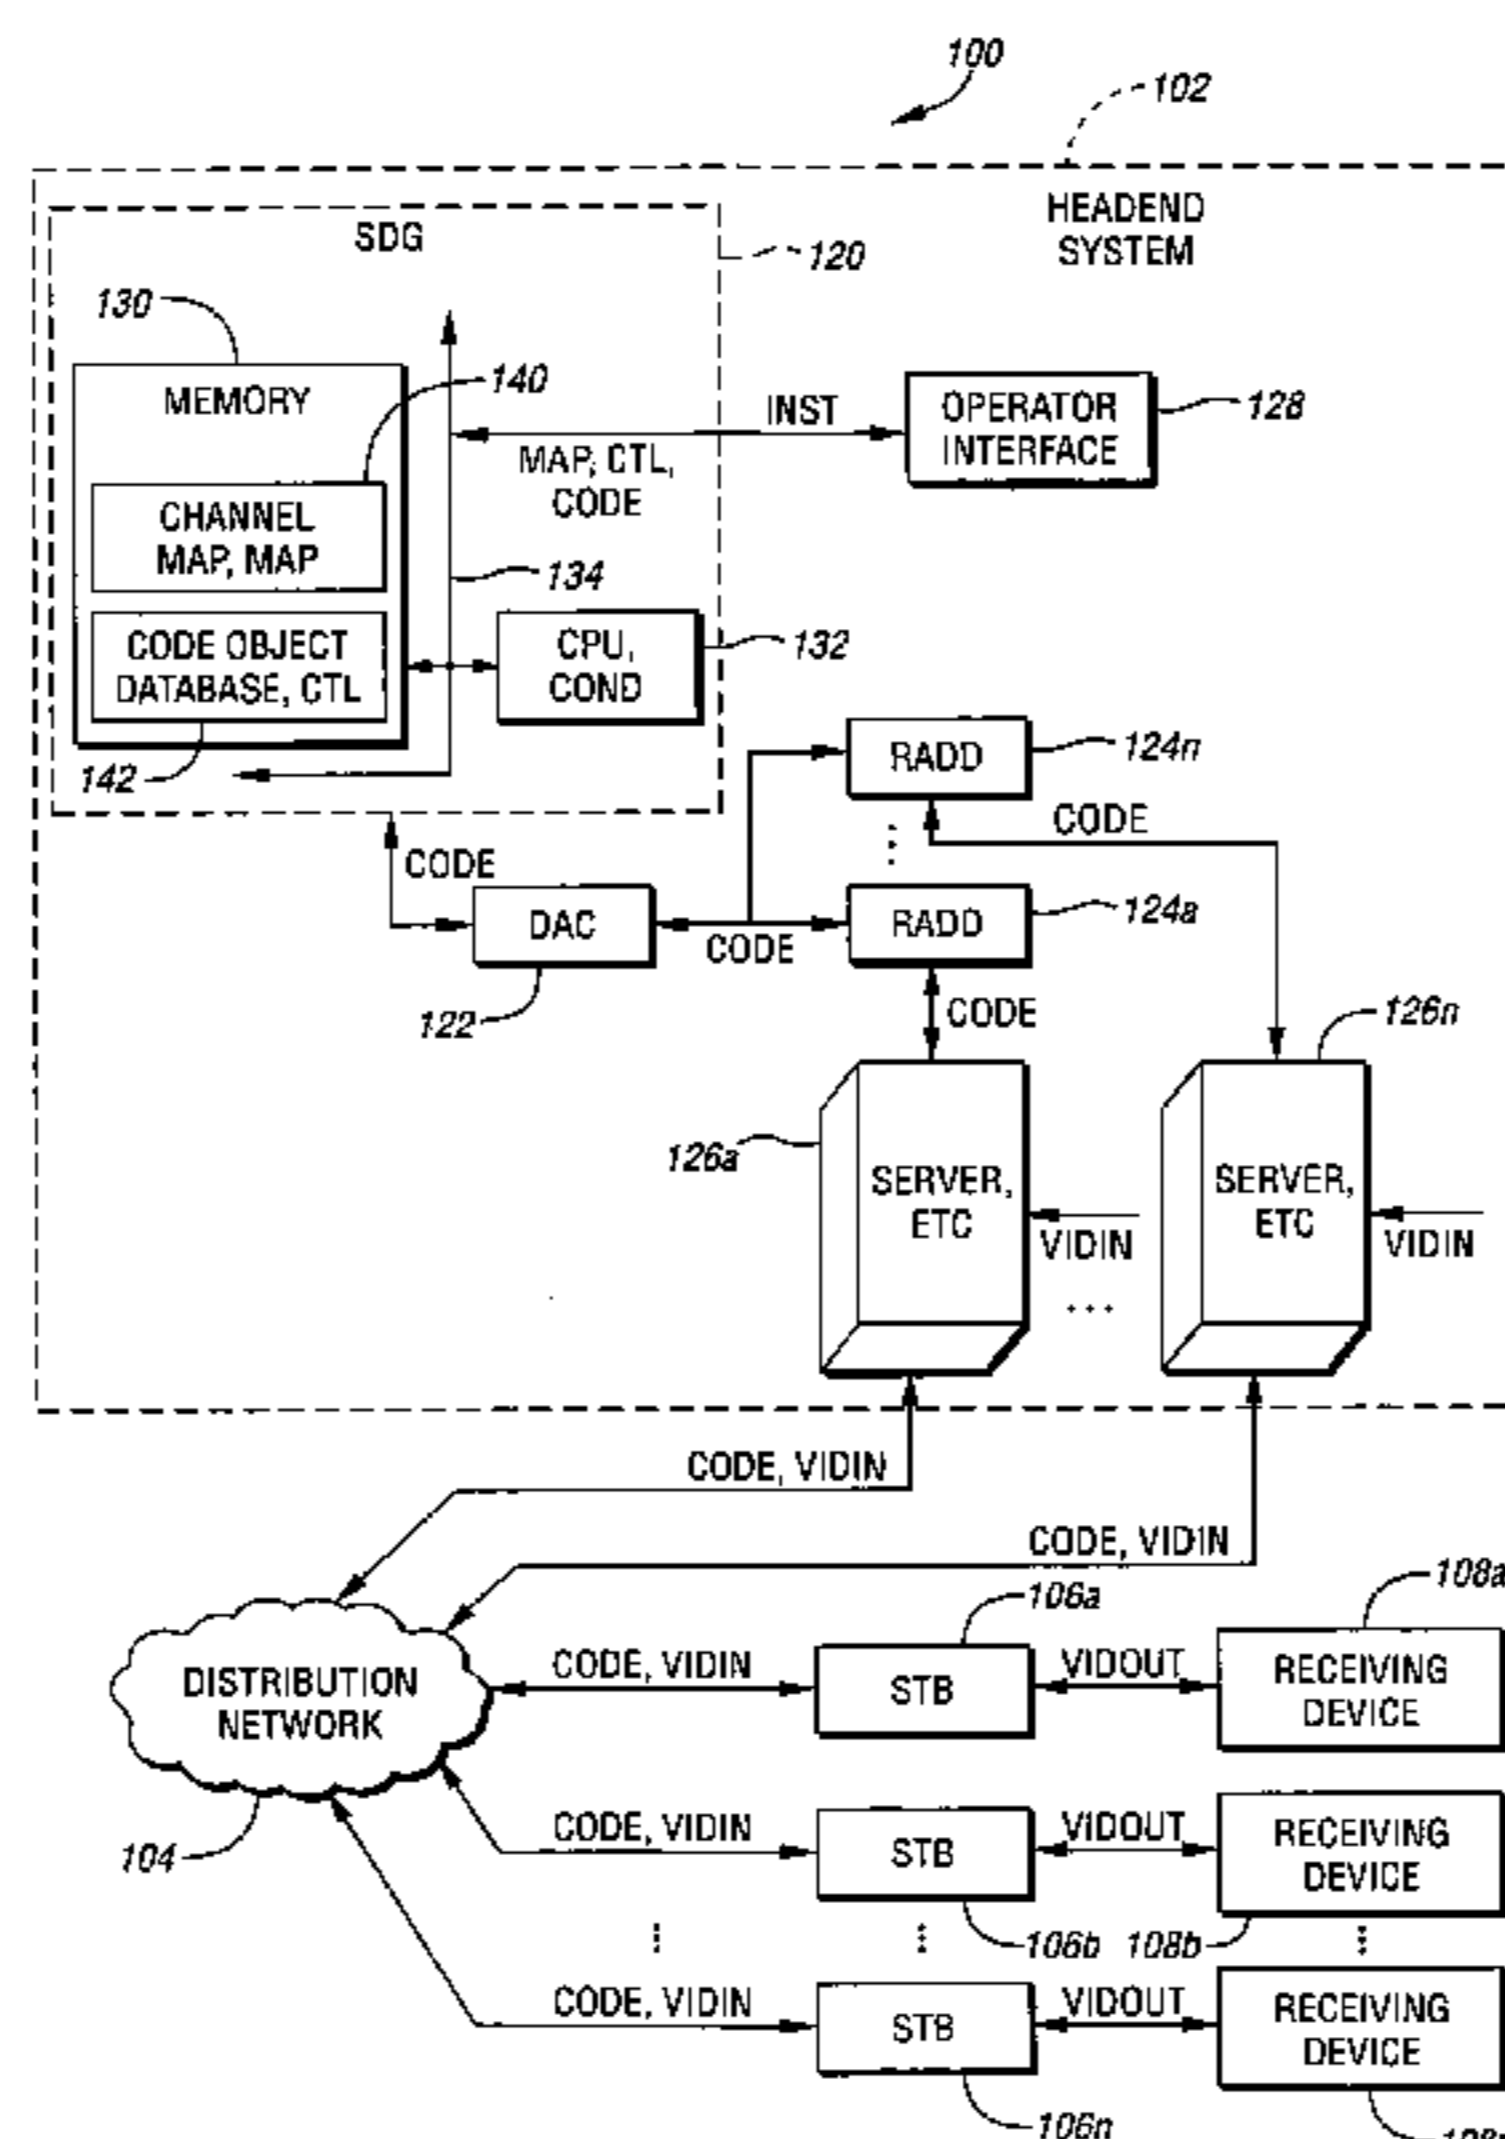 100
102
HEADEND
SYSTEM
SDG
120
130
MEMORY
140
INST
OPERATOR
INTERFACE
128
MAP, CTL,
CODE
CHANNEL
MAP, MAP
134
CODE OBJECT
DATABASE, CTL
CPU,
COND
132
142
RADD
124n
CODE
CODE
DAC
CODE
RADD
124a
122
CODE
126n
126a
SERVER,
ETC
VIDIN
SERVER,
ETC
VIDIN
CODE, VIDIN
CODE, VIDIN
106a
108a
DISTRIBUTION
NETWORK
CODE, VIDIN
STB
VIDOUT
RECEIVING
DEVICE
104
CODE, VIDIN
STB
VIDOUT
RECEIVING
DEVICE
106b
108b
CODE, VIDIN
STB
VIDOUT
RECEIVING
DEVICE
106n